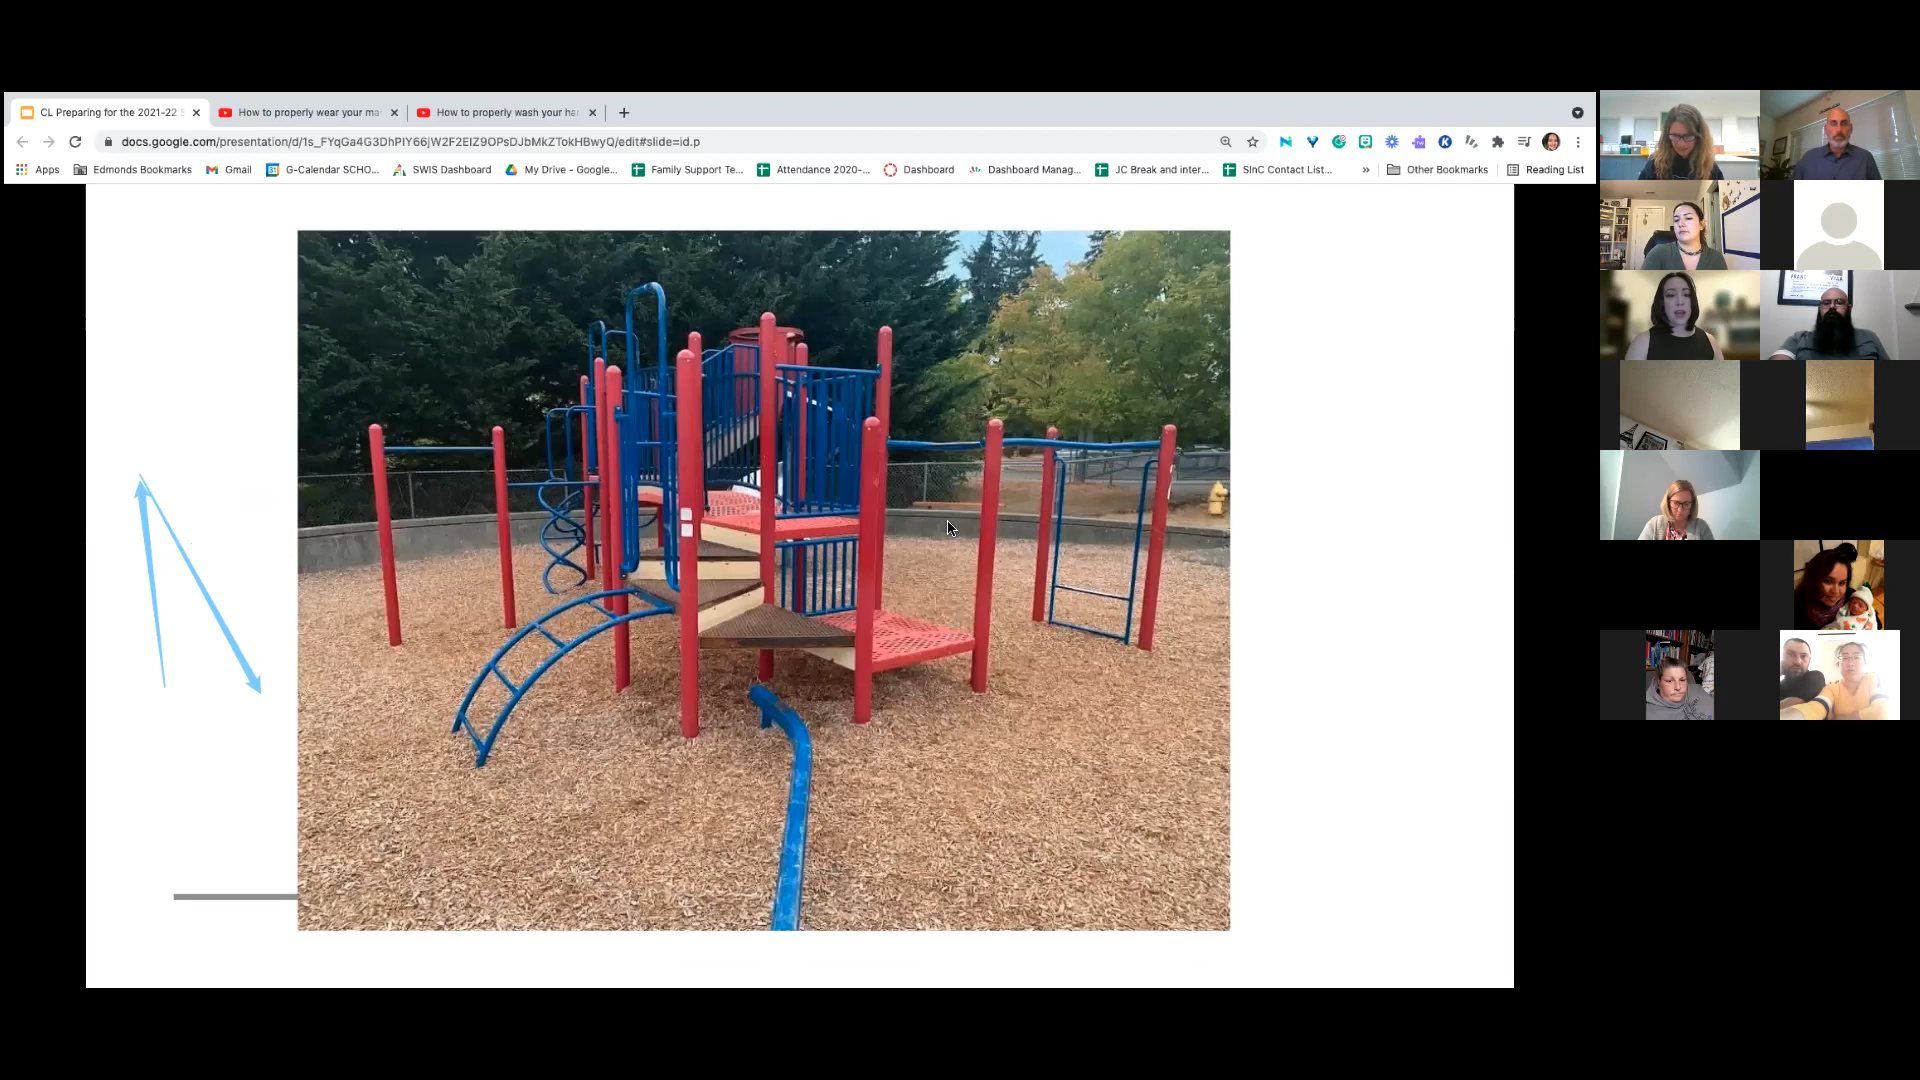 CL Preparing for the 2021-22 S
How to properly wear your ma
How to properly wash your han
docs.google.com/presentation/d/1s_FYqGa4G3DhPIY66jW2F2EIZ9OPsDJbMkZTokHBwyQ/edit#slide=id.p
Apps
Edmonds Bookmarks
Gmail
G-Calendar SCHO...
SWIS Dashboard
My Drive - Google...
Family Support Te...
Attendance 2020-...
Dashboard
Dashboard Manag...
JC Break and inter...
SInC Contact List...
Other Bookmarks
Reading List